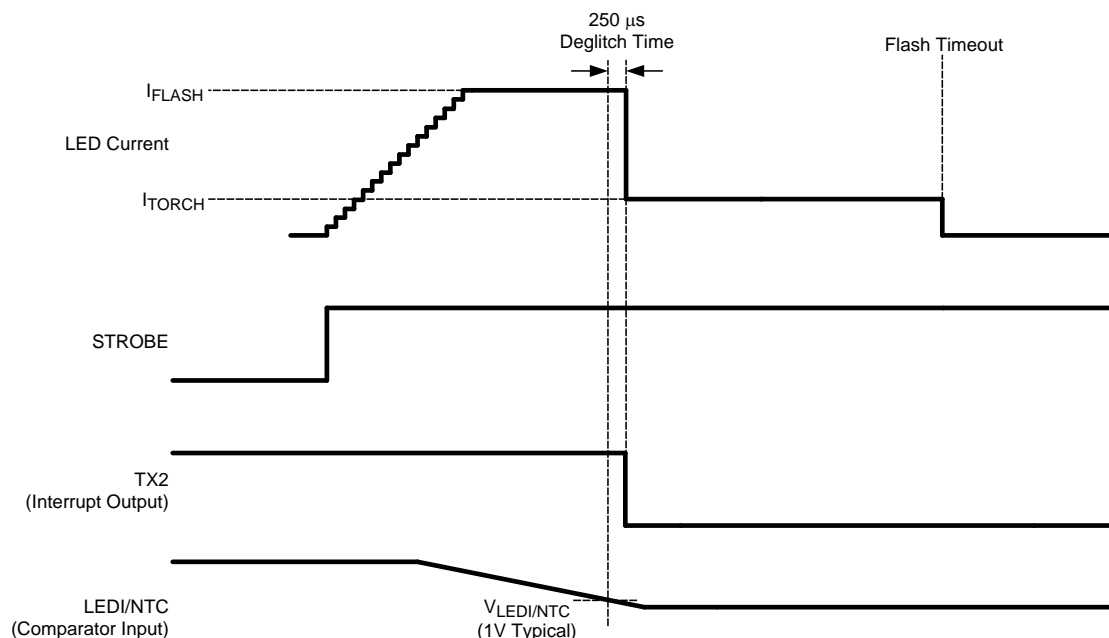 250 μs
Deglitch Time
Flash Timeout
IFLASH
LED Current
ITORCH
STROBE
TX2
(Interrupt Output)
LEDI/NTC
(Comparator Input)
VLEDI/NTC
(1V Typical)